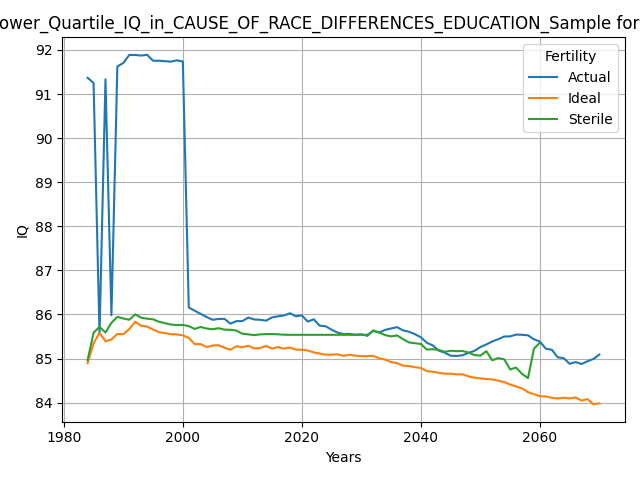 ower_Quartile_IQ_in_CAUSE_OF_RACE_DIFFERENCES_EDUCATION_Sample for
Fertility
Actual
Ideal
Sterile
92
91
90
89
88
87
86
85
84
IQ
1980
2000
2020
2040
2060
Years